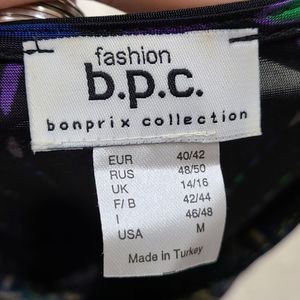 fashion
b.p.c.
bonprix collection
EUR 40/42
RUS 48/50
UK 14/16
F/B 42/44
I 46/48
USA M
Made in Turkey